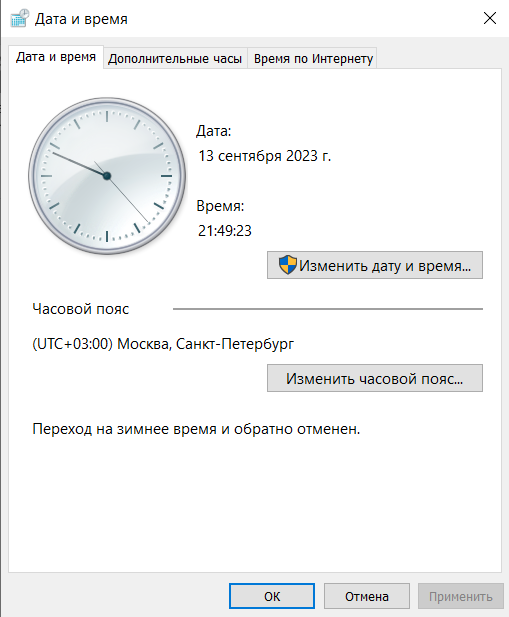 Дата и время
Дата и время
Дополнительные часы
Время по Интернету
Дата:
13 сентября 2023 г.
Время:
21:49:23
Изменить дату и время...
Часовой пояс
(UTC+03:00) Москва, Санкт-Петербург
Изменить часовой пояс...
Переход на зимнее время и обратно отменен.
ОК
Отмена
Применить